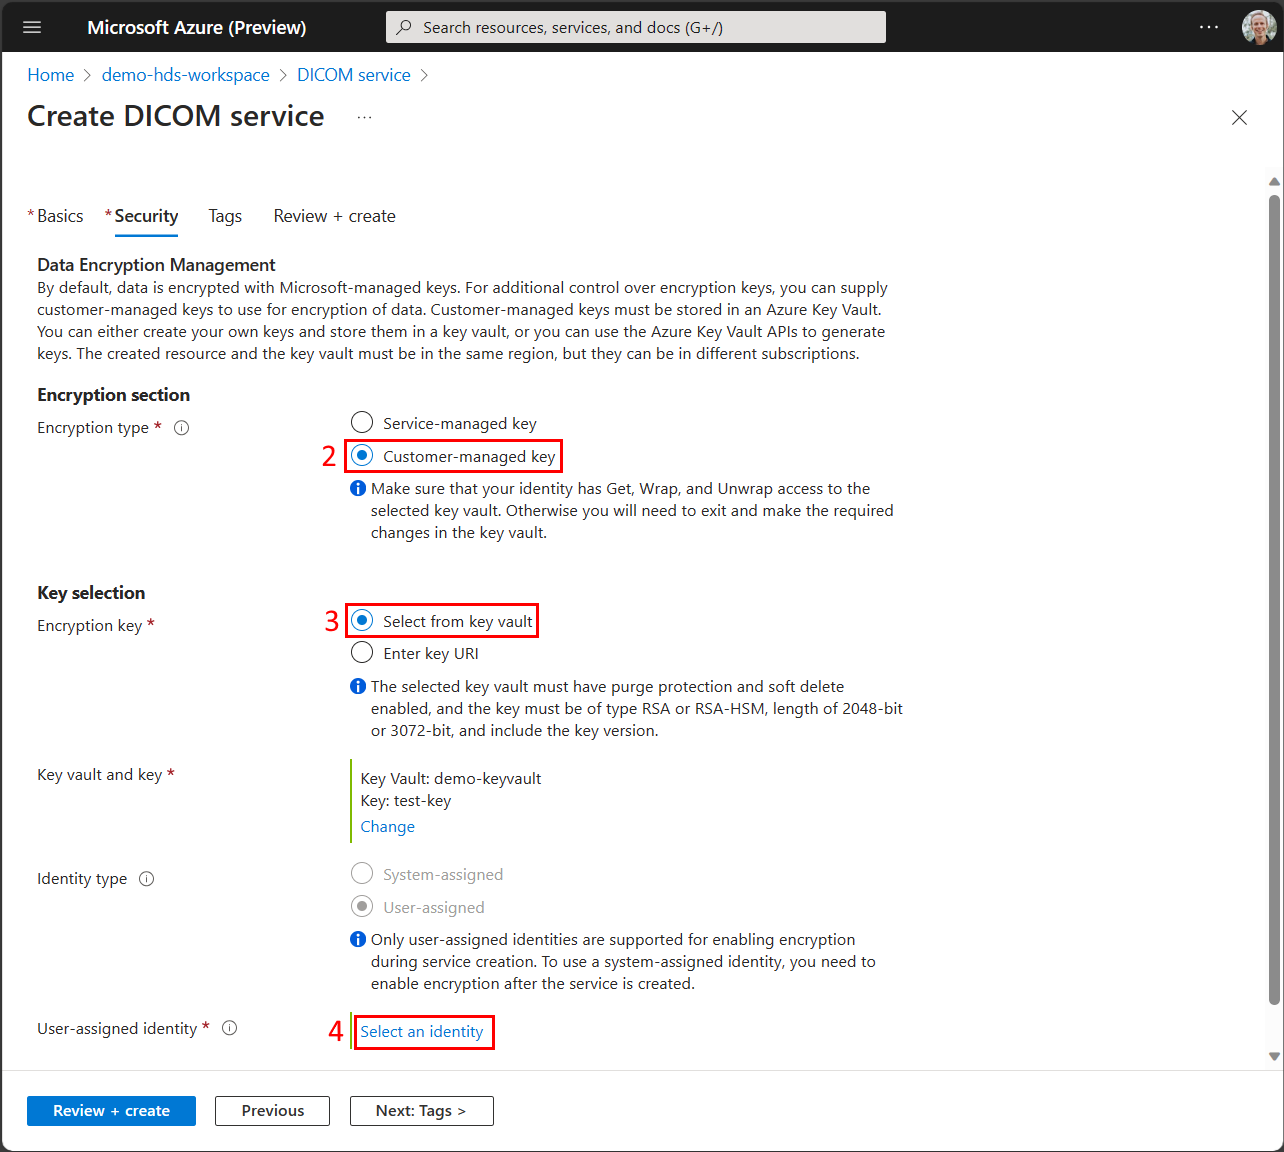 Microsoft Azure (Preview)
Search resources, services, and docs (G+/)
Home > demo-hds-workspace > DICOM service >
Create DICOM service ...
* Basics * Security Tags Review + create
Data Encryption Management
By default, data is encrypted with Microsoft-managed keys. For additional control over encryption keys, you can supply
customer-managed keys to use for encryption of data. Customer-managed keys must be stored in an Azure Key Vault.
You can either create your own keys and store them in a key vault, or you can use the Azure Key Vault APIs to generate
keys. The created resource and the key vault must be in the same region, but they can be in different subscriptions.
Encryption section
Encryption type *
Service-managed key
2 Customer-managed key
Make sure that your identity has Get, Wrap, and Unwrap access to the
selected key vault. Otherwise you will need to exit and make the required
changes in the key vault.
Key selection
Encryption key *
3 Select from key vault
Enter key URI
The selected key vault must have purge protection and soft delete
enabled, and the key must be of type RSA or RSA-HSM, length of 2048-bit
or 3072-bit, and include the key version.
Key vault and key *
Key Vault: demo-keyvault
Key: test-key
Change
Identity type
System-assigned
User-assigned
Only user-assigned identities are supported for enabling encryption
during service creation. To use a system-assigned identity, you need to
enable encryption after the service is created.
User-assigned identity *
4 Select an identity
Review + create Previous Next: Tags >